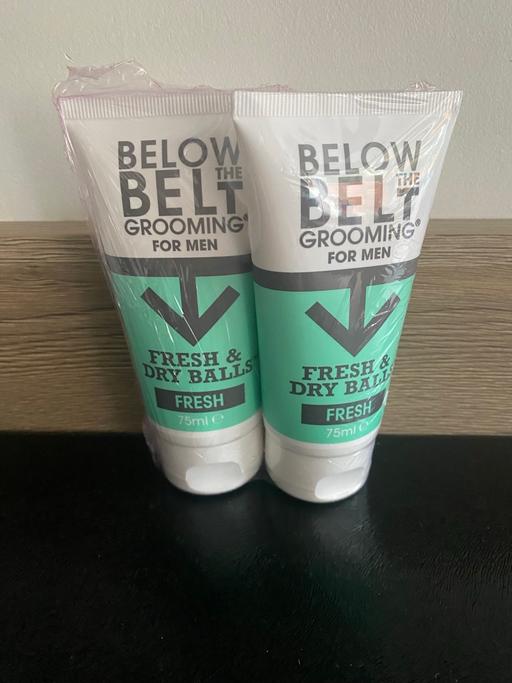 BELOW
THE
BELT
GROOMING®
FOR MEN
FRESH &
DRY BALLS™
FRESH
75ml ℮
BELOW
THE
BELT
GROOMING®
FOR MEN
FRESH &
DRY BALLS
FRESH
75ml ℮